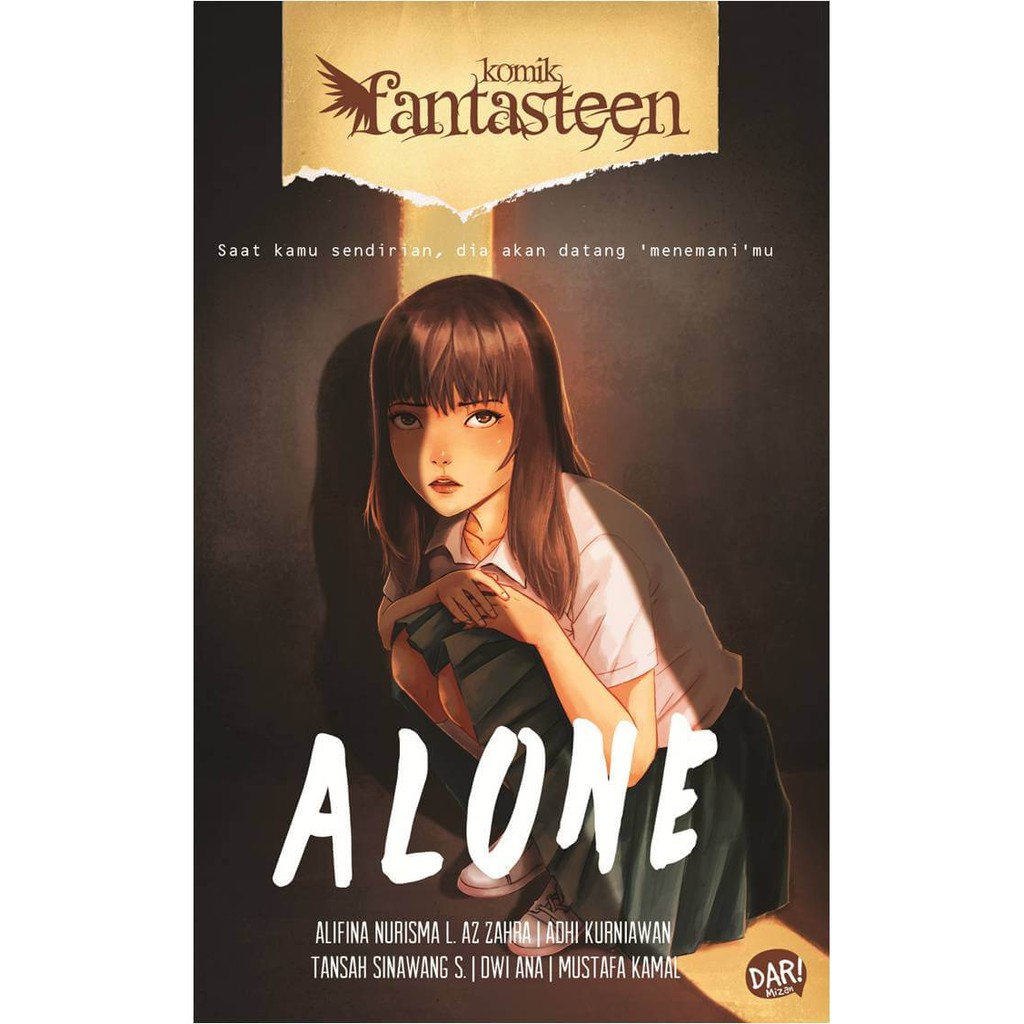 komik
fantasteen
Saat kamu sendirian, dia akan datang 'menemani'mu
ALONE
ALIFINA NURISMA L. AZ ZAHRA | ADHI KURNIAWAN
TANSAH SINAWANG S. | DWI ANA | MUSTAFA KAMAL
DAR!
Mizan